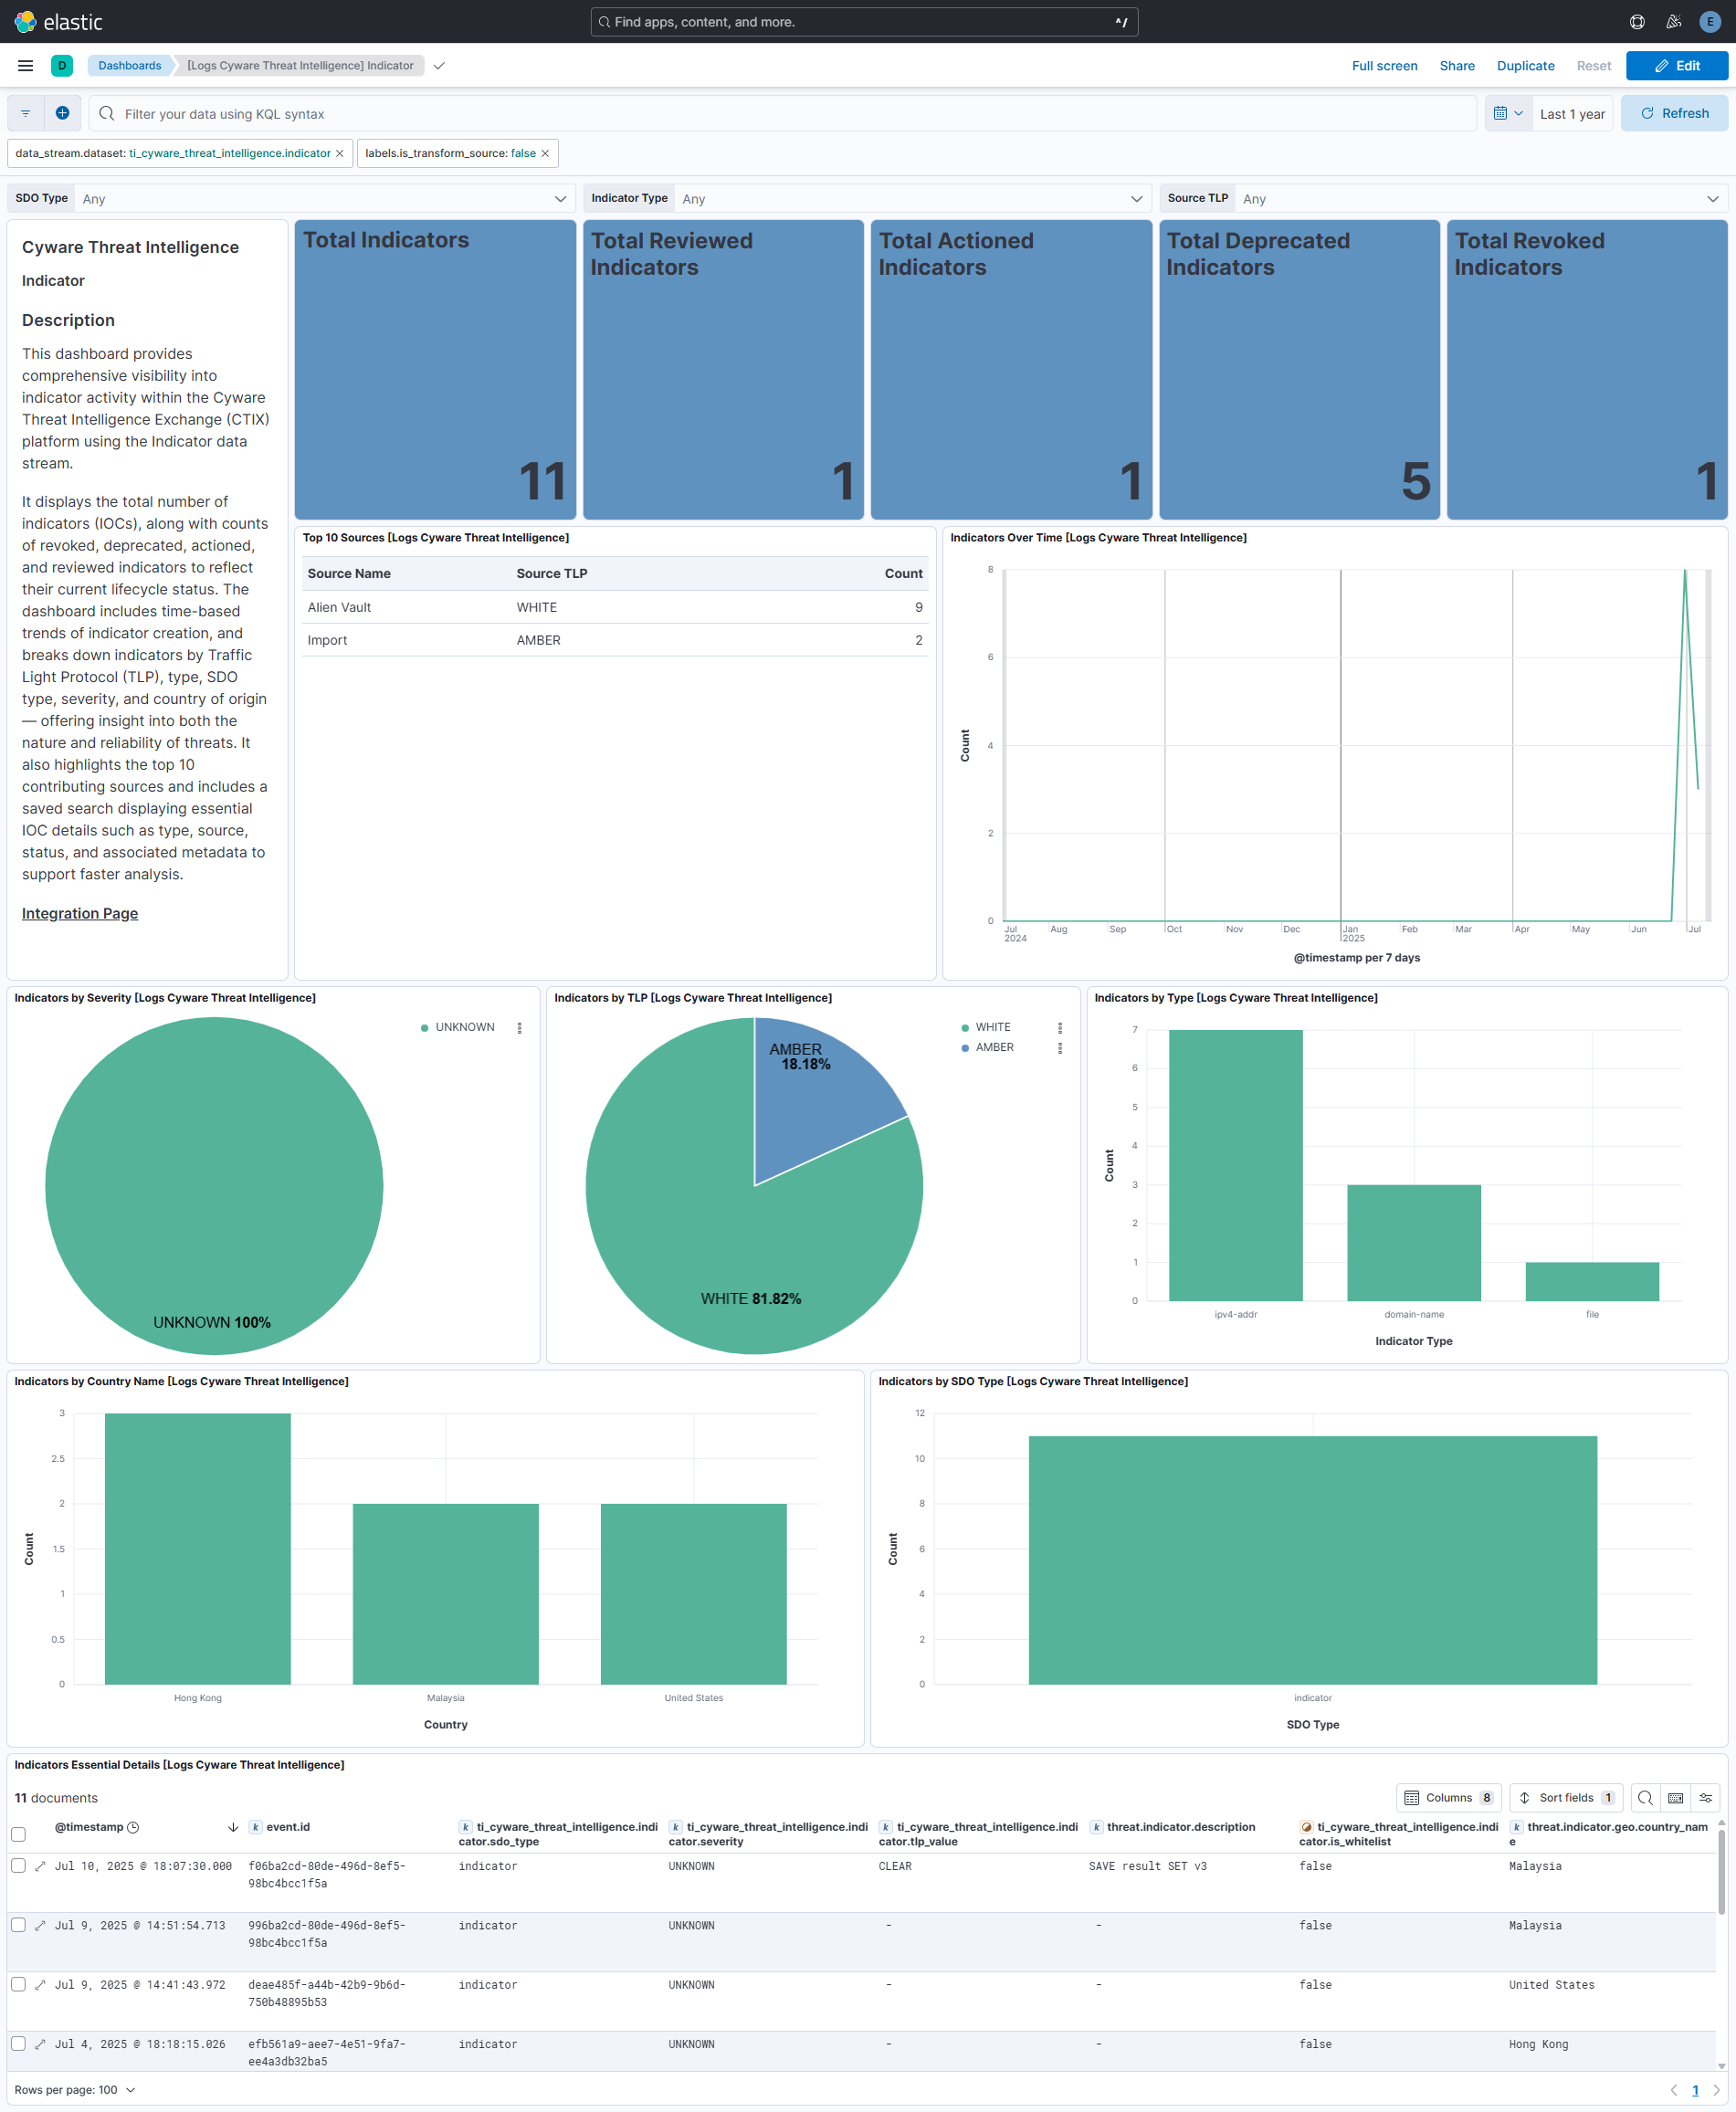 elastic
Find apps, content, and more.
^/
E
D
Dashboards
[Logs Cyware Threat Intelligence] Indicator
Full screen
Share
Duplicate
Reset
Edit
Filter your data using KQL syntax
Last 1 year
Refresh
data_stream.dataset: ti_cyware_threat_intelligence.indicator
labels.is_transform_source: false
SDO Type
Any
Indicator Type
Any
Source TLP
Any
Cyware Threat Intelligence
Indicator
Description
This dashboard provides
comprehensive visibility into
indicator activity within the Cyware
Threat Intelligence Exchange (CTIX)
platform using the Indicator data
stream.
It displays the total number of
indicators (IOCs), along with counts
of revoked, deprecated, actioned,
and reviewed indicators to reflect
their current lifecycle status. The
dashboard includes time-based
trends of indicator creation, and
breaks down indicators by Traffic
Light Protocol (TLP), type, SDO
type, severity, and country of origin
— offering insight into both the
nature and reliability of threats. It
also highlights the top 10
contributing sources and includes a
saved search displaying essential
IOC details such as type, source,
status, and associated metadata to
support faster analysis.
Integration Page
Total Indicators
11
Total Reviewed
Indicators
1
Total Actioned
Indicators
1
Total Deprecated
Indicators
5
Total Revoked
Indicators
1
Top 10 Sources [Logs Cyware Threat Intelligence]
Source Name Source TLP Count
Alien Vault WHITE 9
Import AMBER 2
Indicators Over Time [Logs Cyware Threat Intelligence]
8
6
4
2
0
Count
Jul Aug Sep Oct Nov Dec Jan Feb Mar Apr May Jun Jul
2024 2025
@timestamp per 7 days
Indicators by Severity [Logs Cyware Threat Intelligence]
UNKNOWN
UNKNOWN 100%
Indicators by TLP [Logs Cyware Threat Intelligence]
WHITE
AMBER
AMBER
18.18%
WHITE 81.82%
Indicators by Type [Logs Cyware Threat Intelligence]
7
6
5
4
3
2
1
0
Count
ipv4-addr domain-name file
Indicator Type
Indicators by Country Name [Logs Cyware Threat Intelligence]
3
2.5
2
1.5
1
0.5
0
Count
Hong Kong Malaysia United States
Country
Indicators by SDO Type [Logs Cyware Threat Intelligence]
12
10
8
6
4
2
0
Count
indicator
SDO Type
Indicators Essential Details [Logs Cyware Threat Intelligence]
11 documents
Columns 8
Sort fields 1
@timestamp
k event.id
k ti_cyware_threat_intelligence.indi
cator.sdo_type
k ti_cyware_threat_intelligence.indi
cator.severity
k ti_cyware_threat_intelligence.indi
cator.tlp_value
k threat.indicator.description
ti_cyware_threat_intelligence.indi
cator.is_whitelist
k threat.indicator.geo.country_nam
e
Jul 10, 2025 @ 18:07:30.000 f06ba2cd-80de-496d-8ef5- indicator UNKNOWN CLEAR SAVE result SET v3 false Malaysia
98bc4bcc1f5a
Jul 9, 2025 @ 14:51:54.713 996ba2cd-80de-496d-8ef5- indicator UNKNOWN - - false Malaysia
98bc4bcc1f5a
Jul 9, 2025 @ 14:41:43.972 deae485f-a44b-42b9-9b6d- indicator UNKNOWN - - false United States
750b48895b53
Jul 4, 2025 @ 18:18:15.026 efb561a9-aee7-4e51-9fa7- indicator UNKNOWN - - false Hong Kong
ee4a3db32ba5
Rows per page: 100
1